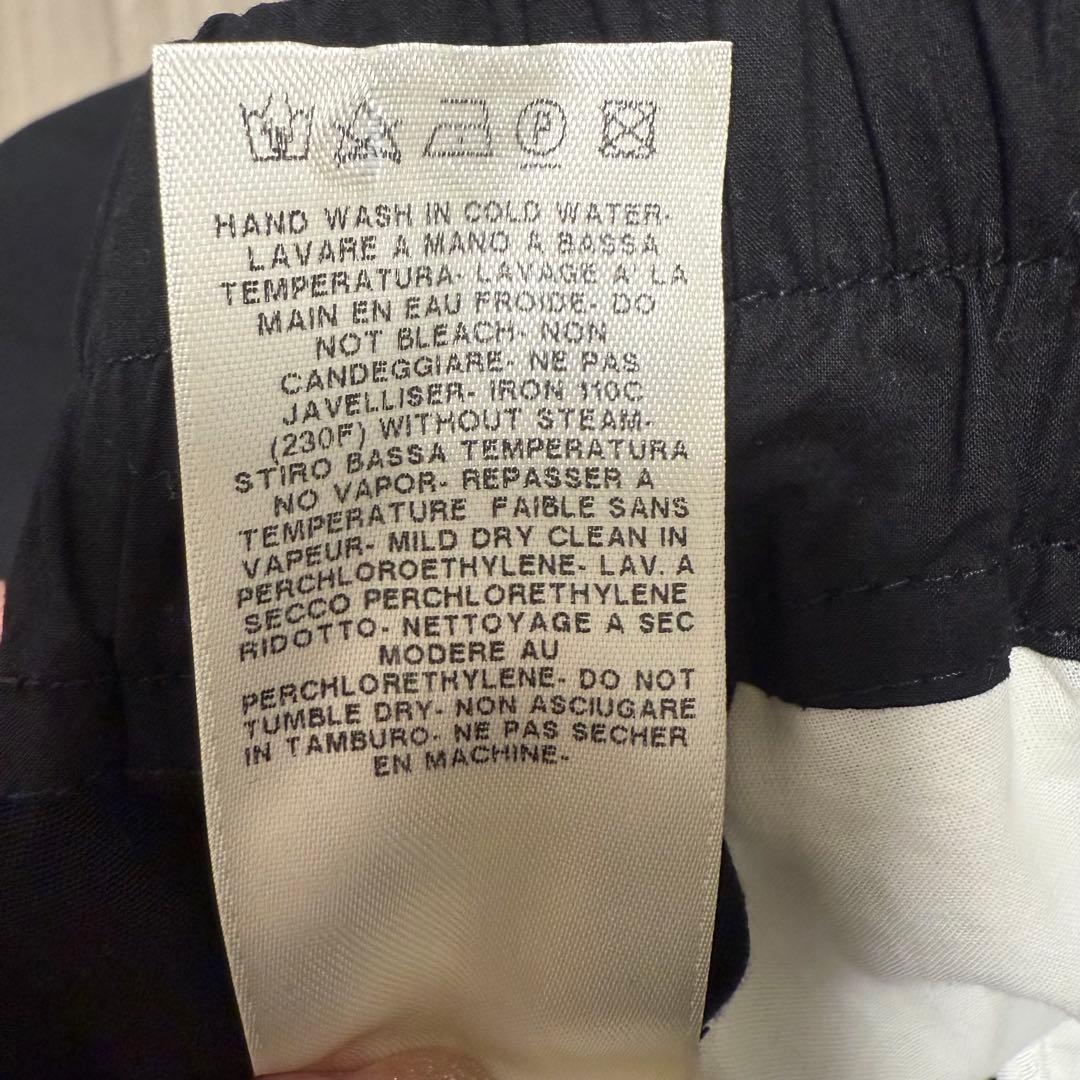 P
HAND WASH IN COLD WATER-
LAVARE A MANO A BASSA
TEMPERATURA- LAVAGE A' LA
MAIN EN EAU FROIDE- DO
NOT BLEACH- NON
CANDEGGIARE- NE PAS
JAVELLISER- IRON 110C
(230F) WITHOUT STEAM-
STIRO BASSA TEMPERATURA
NO VAPOR- REPASSER A
TEMPERATURE FAIBLE SANS
VAPEUR- MILD DRY CLEAN IN
PERCHLOROETHYLENE- LAV. A
SECCO PERCHLORETHYLENE
RIDOTTO- NETTOYAGE A SEC
MODERE AU
PERCHLORETHYLENE- DO NOT
TUMBLE DRY- NON ASCIUGARE
IN TAMBURO- NE PAS SECHER
EN MACHINE-